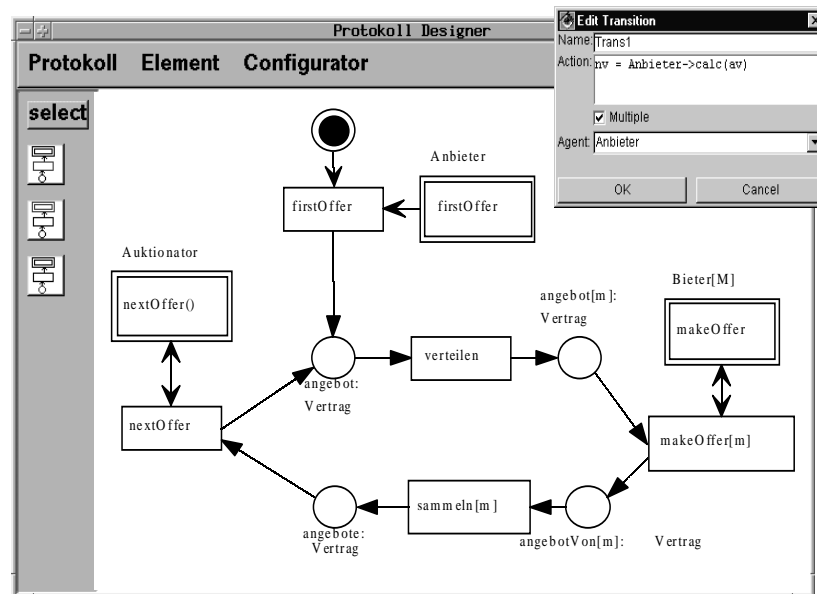 Protokoll Designer
Edit Transition
Name: Trans1
Action: nv = Anbieter->calc(av)
Multiple
Agent: Anbieter
OK Cancel
Protokoll Element Configurator
select
Anbieter
firstOffer
firstOffer
Auktionator
nextOffer()
angebot[m]:
Vertrag
Bieter[M]
makeOffer
verteilen
angebot:
Vertrag
nextOffer
makeOffer[m]
sammeln[m]
angebote:
Vertrag
angebotVon[m]: Vertrag